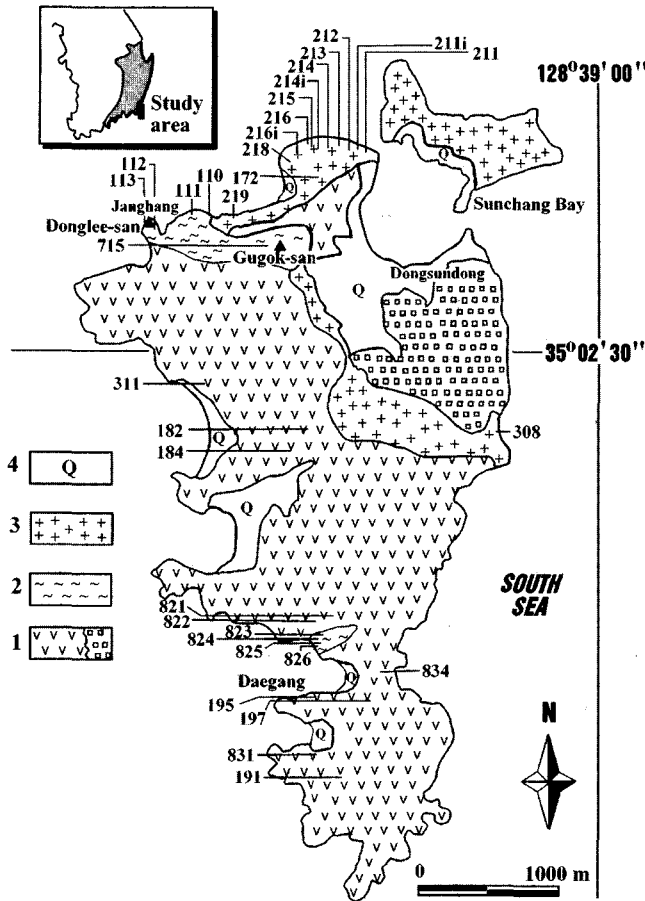 Study
area
212
213
214
214i
215
216
216i
218
172
211i
211
128° 39' 00"
112
113
Janghang
111
110
219
Q
Q
Sunchang Bay
Donglee-san
715
Gugok-san
Q
Dongsundong
35° 02' 30"
311
182
184
Q
308
Q
4 Q
3
2
1
SOUTH
SEA
821
822
823
824
825
826
834
Daegang
Q
195
197
Q
831
191
N
0 1000 m